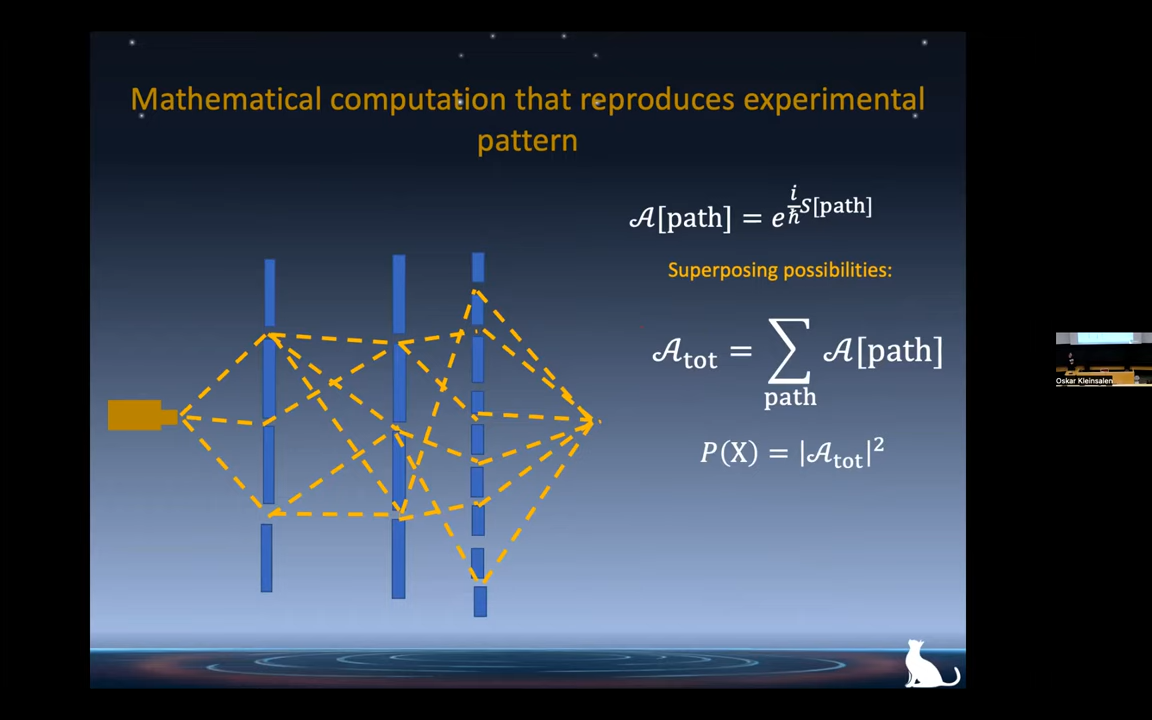 Mathematical computation that reproduces experimental
pattern
𝒜[path] = e^{i/ħ S[path]}
Superposing possibilities:
𝒜_tot = ∑_path 𝒜[path]
P(X) = |𝒜_tot|²
Oskar Kleinsalen